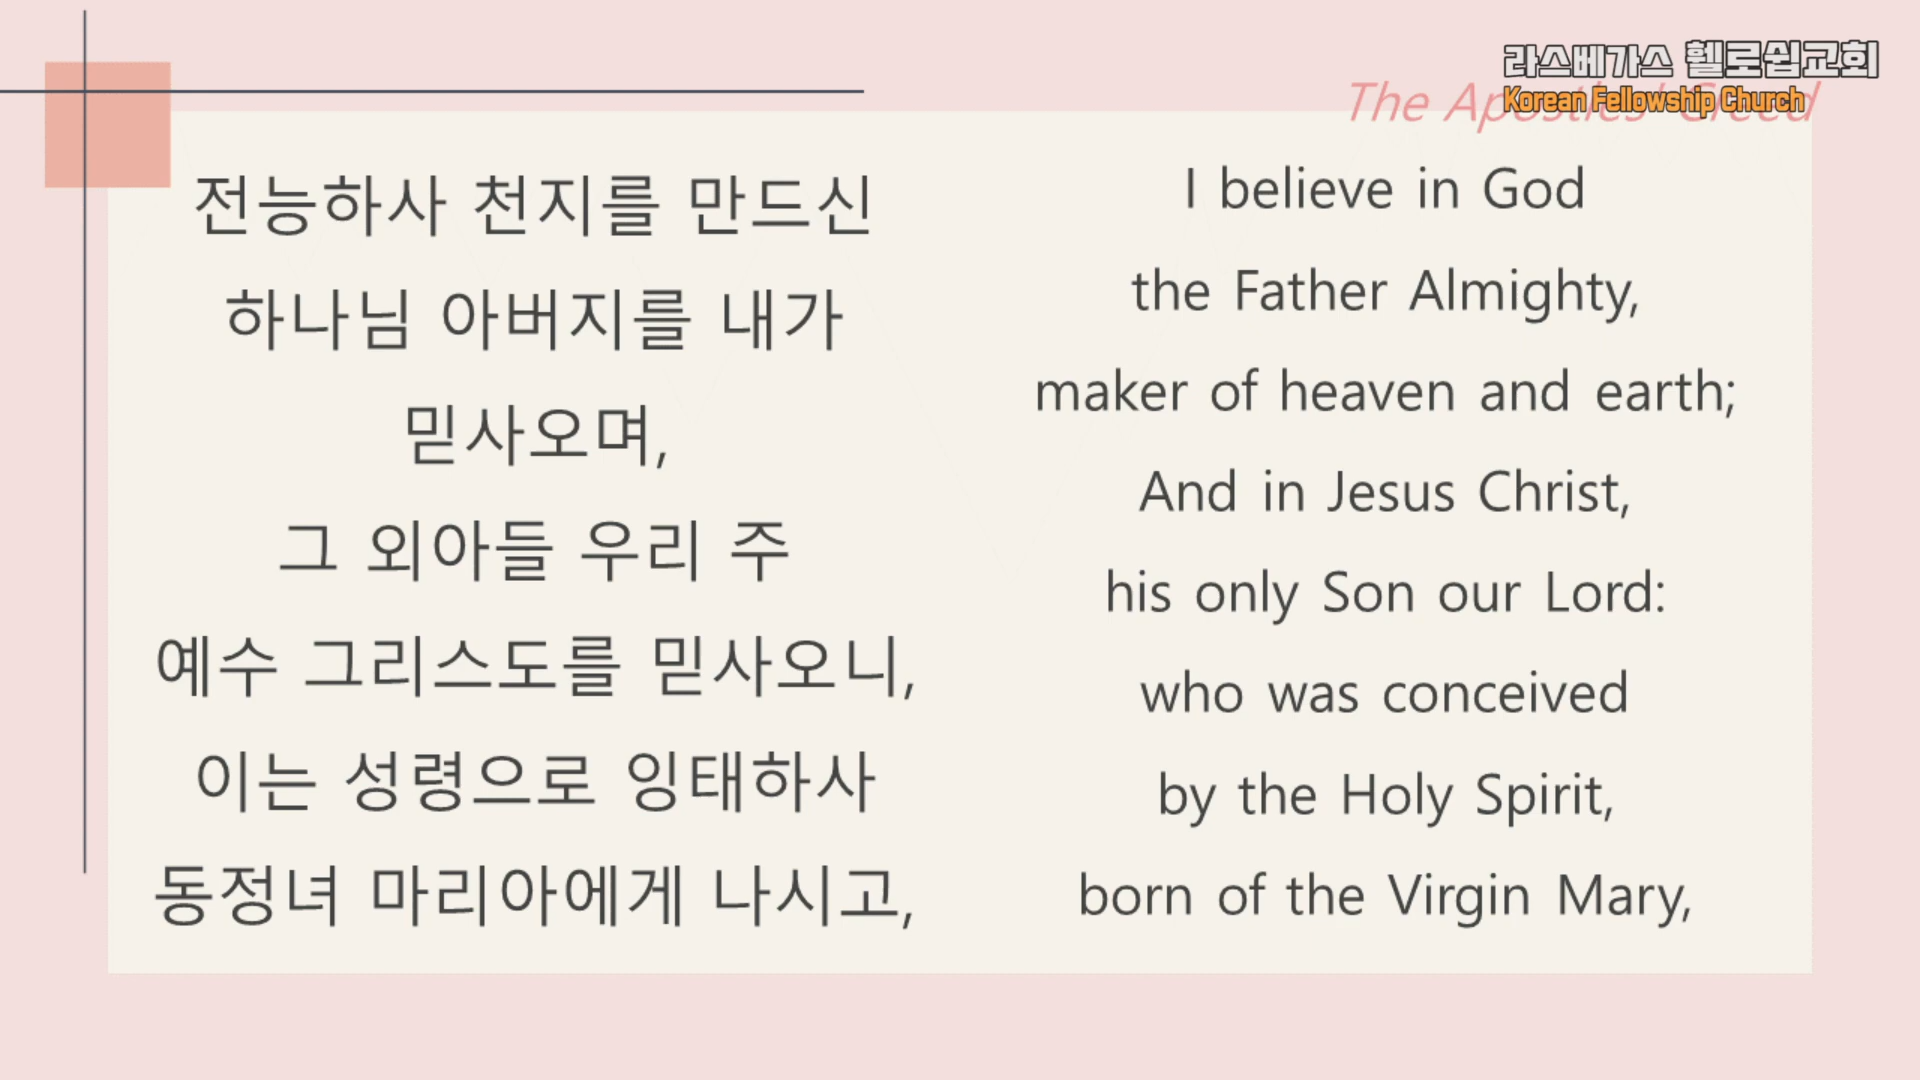 라스베가스 휄로쉽교회
Korean Fellowship Church
The Apostles' Creed
전능하사 천지를 만드신
하나님 아버지를 내가
믿사오며,
그 외아들 우리 주
예수 그리스도를 믿사오니,
이는 성령으로 잉태하사
동정녀 마리아에게 나시고,
I believe in God
the Father Almighty,
maker of heaven and earth;
And in Jesus Christ,
his only Son our Lord:
who was conceived
by the Holy Spirit,
born of the Virgin Mary,